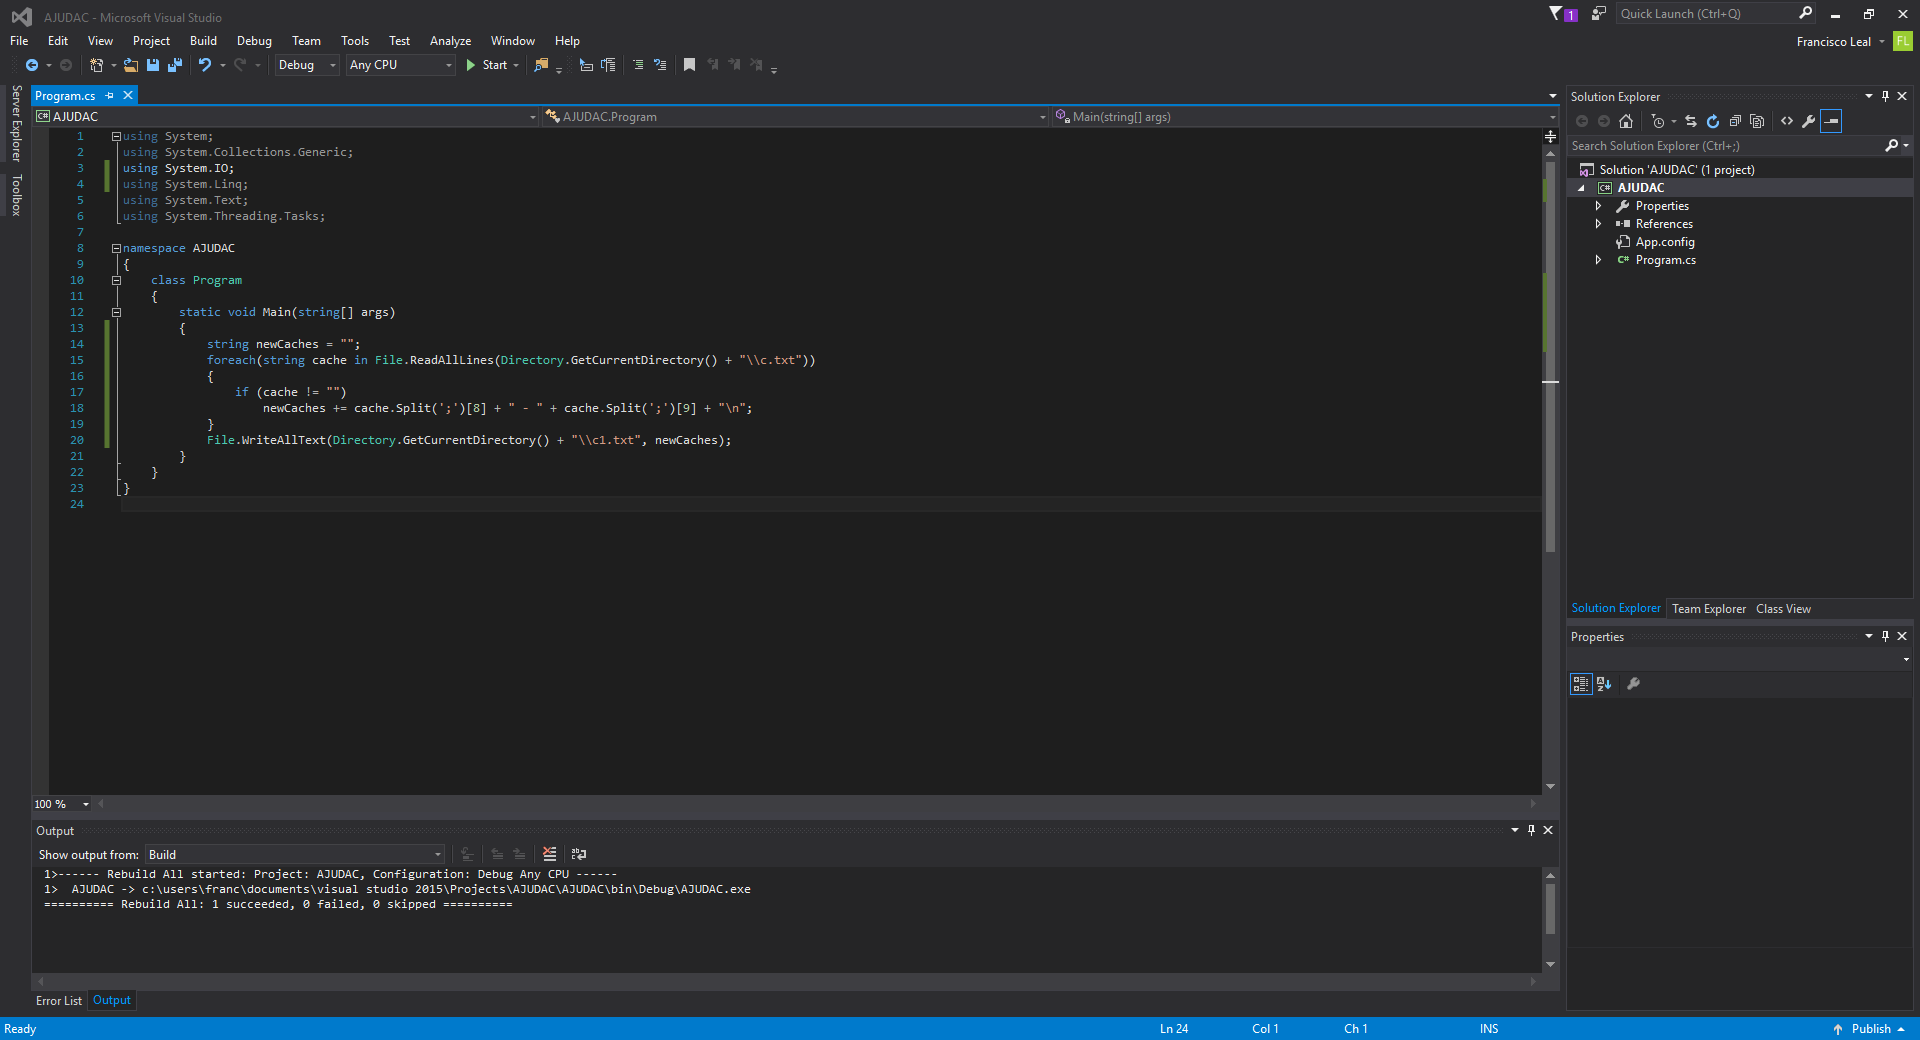 AJUDAC - Microsoft Visual Studio
1
Quick Launch (Ctrl+Q)
File Edit View Project Build Debug Team Tools Test Analyze Window Help
Francisco Leal FL
Debug Any CPU Start
Server Explorer
Toolbox
Program.cs
AJUDAC AJUDAC.Program Main(string[] args)
1 using System;
2 using System.Collections.Generic;
3 using System.IO;
4 using System.Linq;
5 using System.Text;
6 using System.Threading.Tasks;
7
8 namespace AJUDAC
9 {
10 class Program
11 {
12 static void Main(string[] args)
13 {
14 string newCaches = "";
15 foreach(string cache in File.ReadAllLines(Directory.GetCurrentDirectory() + "\\c.txt"))
16 {
17 if (cache != "")
18 newCaches += cache.Split(';')[8] + " - " + cache.Split(';')[9] + "\n";
19 }
20 File.WriteAllText(Directory.GetCurrentDirectory() + "\\c1.txt", newCaches);
21 }
22 }
23 }
24
100 %
Output
Show output from: Build
1>------ Rebuild All started: Project: AJUDAC, Configuration: Debug Any CPU ------
1> AJUDAC -> c:\users\franc\documents\visual studio 2015\Projects\AJUDAC\AJUDAC\bin\Debug\AJUDAC.exe
========== Rebuild All: 1 succeeded, 0 failed, 0 skipped ==========
Error List Output
Solution Explorer
Search Solution Explorer (Ctrl+;)
Solution 'AJUDAC' (1 project)
C# AJUDAC
Properties
References
App.config
C# Program.cs
Solution Explorer Team Explorer Class View
Properties
Ready Ln 24 Col 1 Ch 1 INS Publish